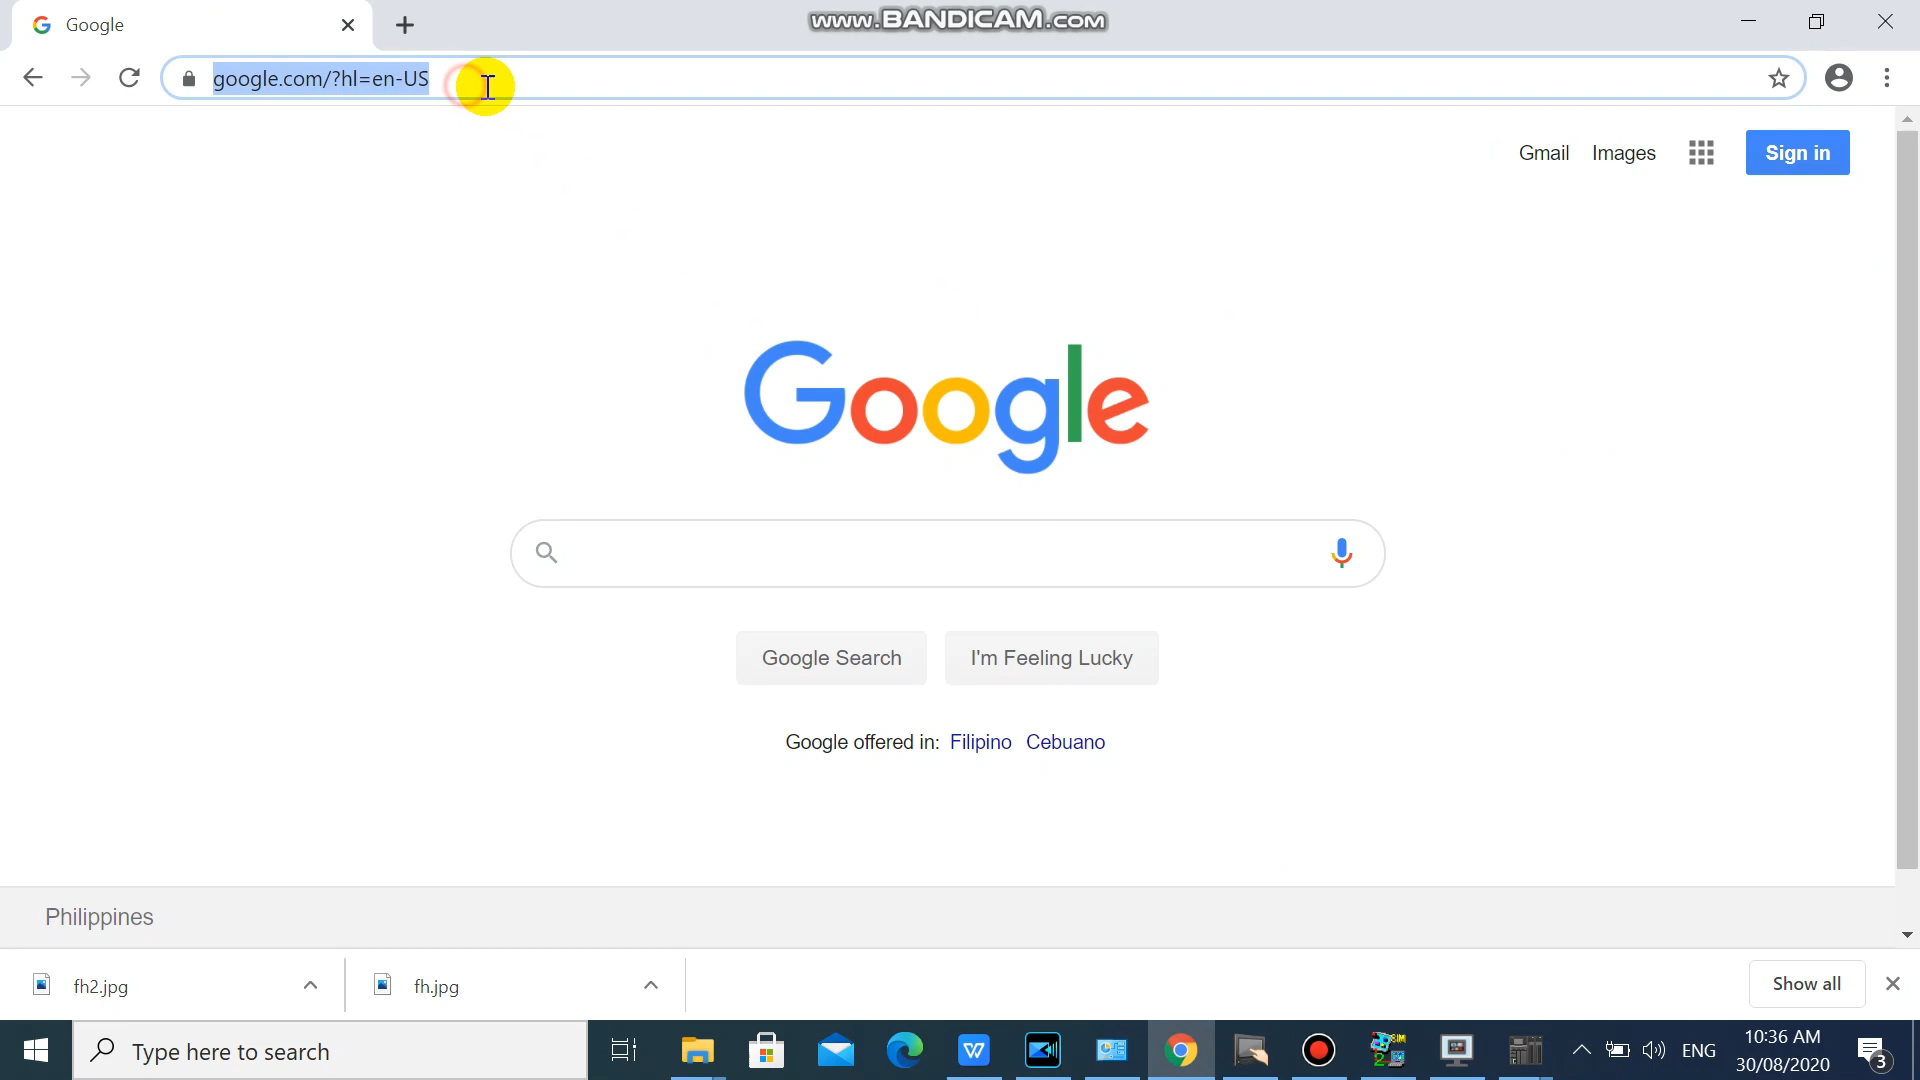 Google
www.BANDICAM.com
google.com/?hl=en-US
Gmail Images Sign in
Google
Google Search I'm Feeling Lucky
Google offered in: Filipino Cebuano
Philippines
fh2.jpg fh.jpg Show all
Type here to search
ENG
10:36 AM
30/08/2020
3